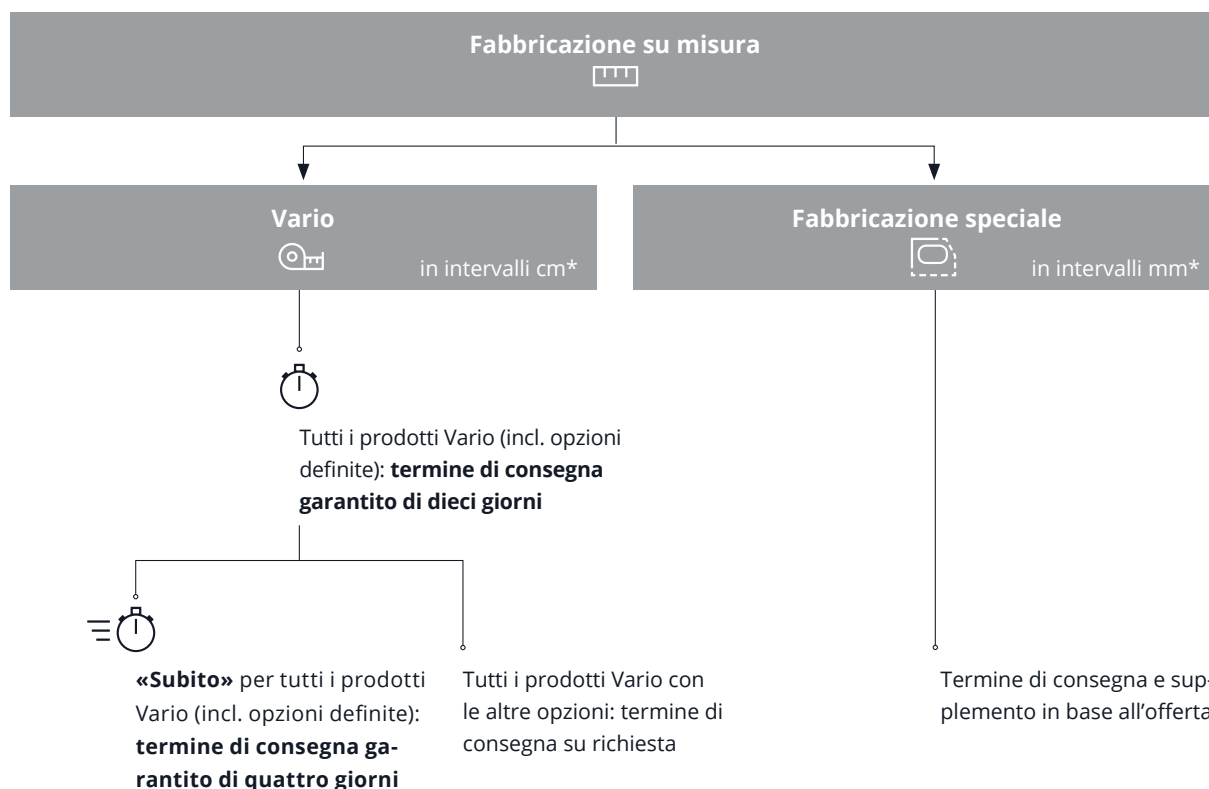 Fabbricazione su misura
Vario
in intervalli cm*
Fabbricazione speciale
in intervalli mm*
Tutti i prodotti Vario (incl. opzioni
definite): termine di consegna
garantito di dieci giorni
«Subito» per tutti i prodotti
Vario (incl. opzioni definite):
termine di consegna ga-
rantito di quattro giorni
Tutti i prodotti Vario con
le altre opzioni: termine di
consegna su richiesta
Termine di consegna e sup-
plemento in base all’offerta